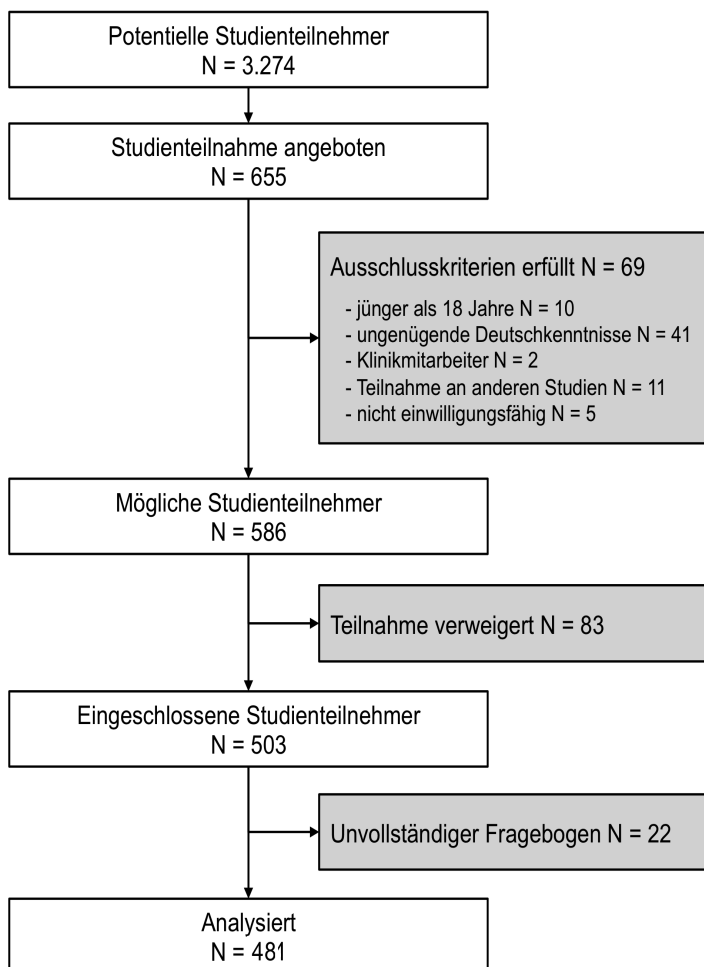 Potentielle Studienteilnehmer
N = 3.274
Studienteilnahme angeboten
N = 655
Ausschlusskriterien erfüllt N = 69
- jünger als 18 Jahre N = 10
- ungenügende Deutschkenntnisse N = 41
- Klinikmitarbeiter N = 2
- Teilnahme an anderen Studien N = 11
- nicht einwilligungsfähig N = 5
Mögliche Studienteilnehmer
N = 586
Teilnahme verweigert N = 83
Eingeschlossene Studienteilnehmer
N = 503
Unvollständiger Fragebogen N = 22
Analysiert
N = 481